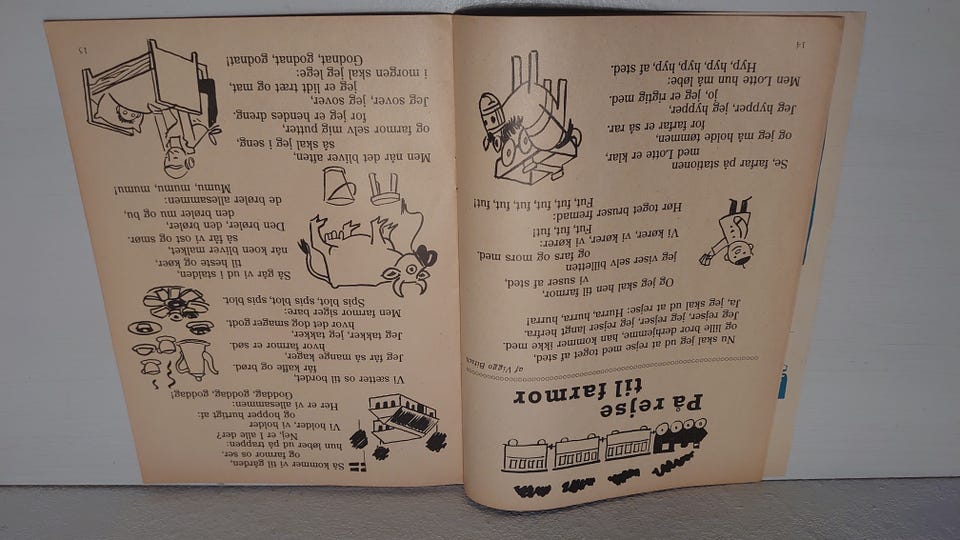 På rejse
til farmor
af Viggo
Nu skal jeg ud at rejse med toget af sted,
og lille bror derhjemme, han kommer ikke med.
Jeg rejser, jeg rejser, jeg rejser langt herfra.
Ja, jeg skal ud at rejse: Hurra, hurra, hurra!
Og jeg skal hen til farmor,
vi suser af sted,
jeg viser selv billetten
og fars og mors med.
Vi kører, vi kører, vi kører:
Fut, fut, fut!
Hør toget bruser fremad:
Fut, fut, fut, fut, fut, fut!
Se, farfar på stationen
med Lotte er klar,
og jeg må holde tømmen,
for farfar er så rar.
Jeg hypper, jeg hypper,
jo, jo, jeg er rigtig med.
Men Lotte hun må løbe:
Hyp, hyp, hyp, hyp, hyp, af sted.
14
Så kommer vi til gården,
og farmor os ser,
hun løber ud på trappen:
Nej, er I alle der?
Vi holder, vi holder
og hopper hurtigt af:
Her er vi allesammen:
Goddag, goddag, goddag!
Vi sætter os til bordet,
får kaffe og brød,
Jeg så får mange kager,
hvor farmor er sød.
Jeg takker, jeg takker,
hvor det dog smager godt.
Men farmor siger bare:
Spis blot, spis blot, spis blot.
Så går vi ud i stalden,
til heste og køer,
når koen bliver malket,
så vi får ost og smør.
Den brøler, den brøler,
den brøler mu og bu,
de brøler allesammen:
Mumu, mumu, mumu!
Men når det bliver aften,
så skal jeg i seng,
og farmor selv mig putter,
for jeg er hendes dreng.
Jeg sover, jeg sover,
jeg er lidt træt og mat,
i morgen skal jeg lege:
Godnat, godnat, godnat!
15